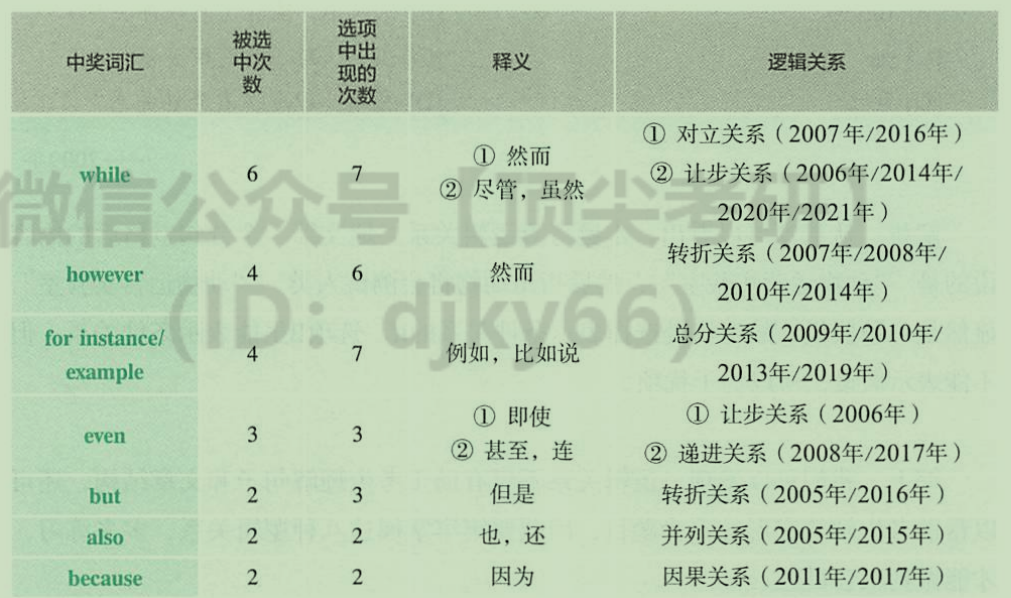 中奖词汇 被选中次数 选项中出现的次数 释义 逻辑关系
while 6 7 ① 然而 ② 尽管，虽然 ① 对立关系（2007年/2016年） ② 让步关系（2006年/2014年/2020年/2021年）
however 4 6 然而 转折关系（2007年/2008年/2010年/2014年）
for instance/example 4 7 例如，比如说 总分关系（2009年/2010年/2013年/2019年）
even 3 3 ① 即使 ② 甚至，连 ① 让步关系（2006年） ② 递进关系（2008年/2017年）
but 2 3 但是 转折关系（2005年/2016年）
also 2 2 也，还 并列关系（2005年/2015年）
because 2 2 因为 因果关系（2011年/2017年）
微信公众号【顶尖考研】
(ID：djky66)